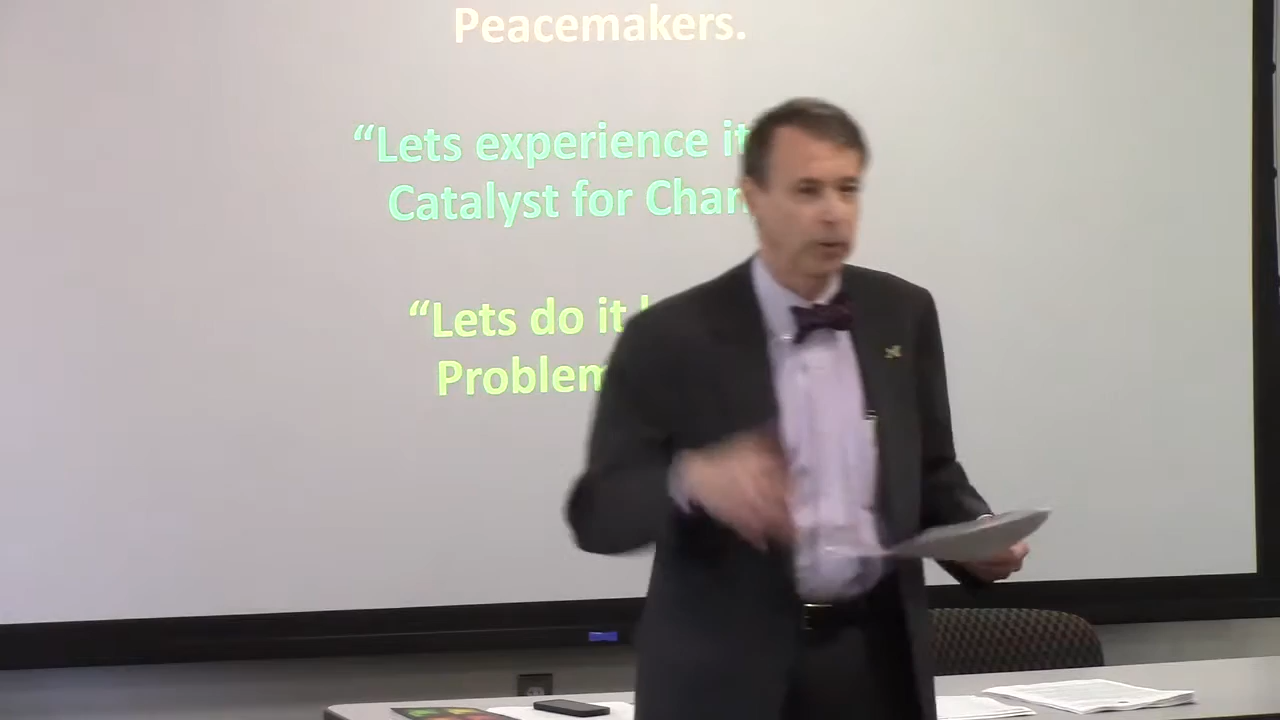 Peacemakers.
“Lets experience it
Catalyst for Chan
“Lets do it
Problem